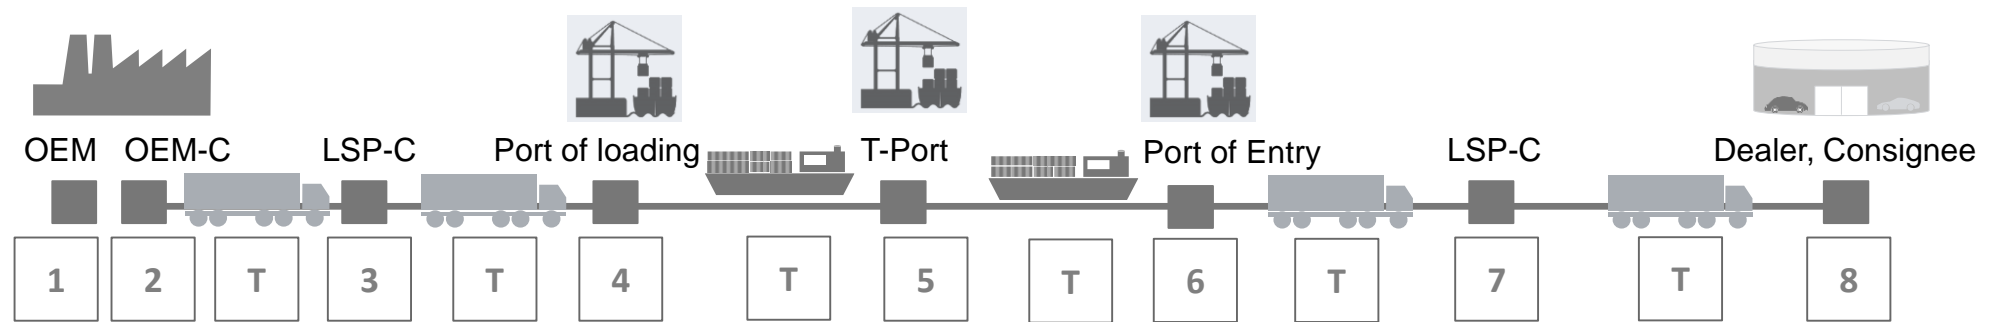 OEM OEM-C LSP-C Port of loading T-Port Port of Entry LSP-C Dealer, Consignee
1 2 T 3 T 4 T 5 T 6 T 7 T 8